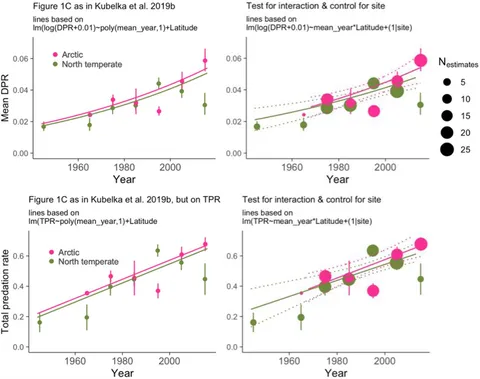 Figure 1C as in Kubelka et al. 2019b
lines based on
lm(log(DPR+0.01)~poly(mean_year,1)+Latitude
Test for interaction & control for site
lines based on
lm(log(DPR+0.01)~mean_year*Latitude+(1|site)
Mean DPR
0.06
0.04
0.02
0.00
Arctic
North temperate
1960
1980
2000
Year
0.06
0.04
0.02
0.00
1960
1980
2000
Year
Nestimates
5
10
15
20
25
Figure 1C as in Kubelka et al. 2019b, but on TPR
lines based on
lm(TPR~poly(mean_year,1)+Latitude
Test for interaction & control for site
lines based on
lm(TPR~mean_year*Latitude+(1|site)
Total predation rate
0.6
0.4
0.2
0.0
Arctic
North temperate
1960
1980
2000
Year
0.6
0.4
0.2
0.0
1960
1980
2000
Year